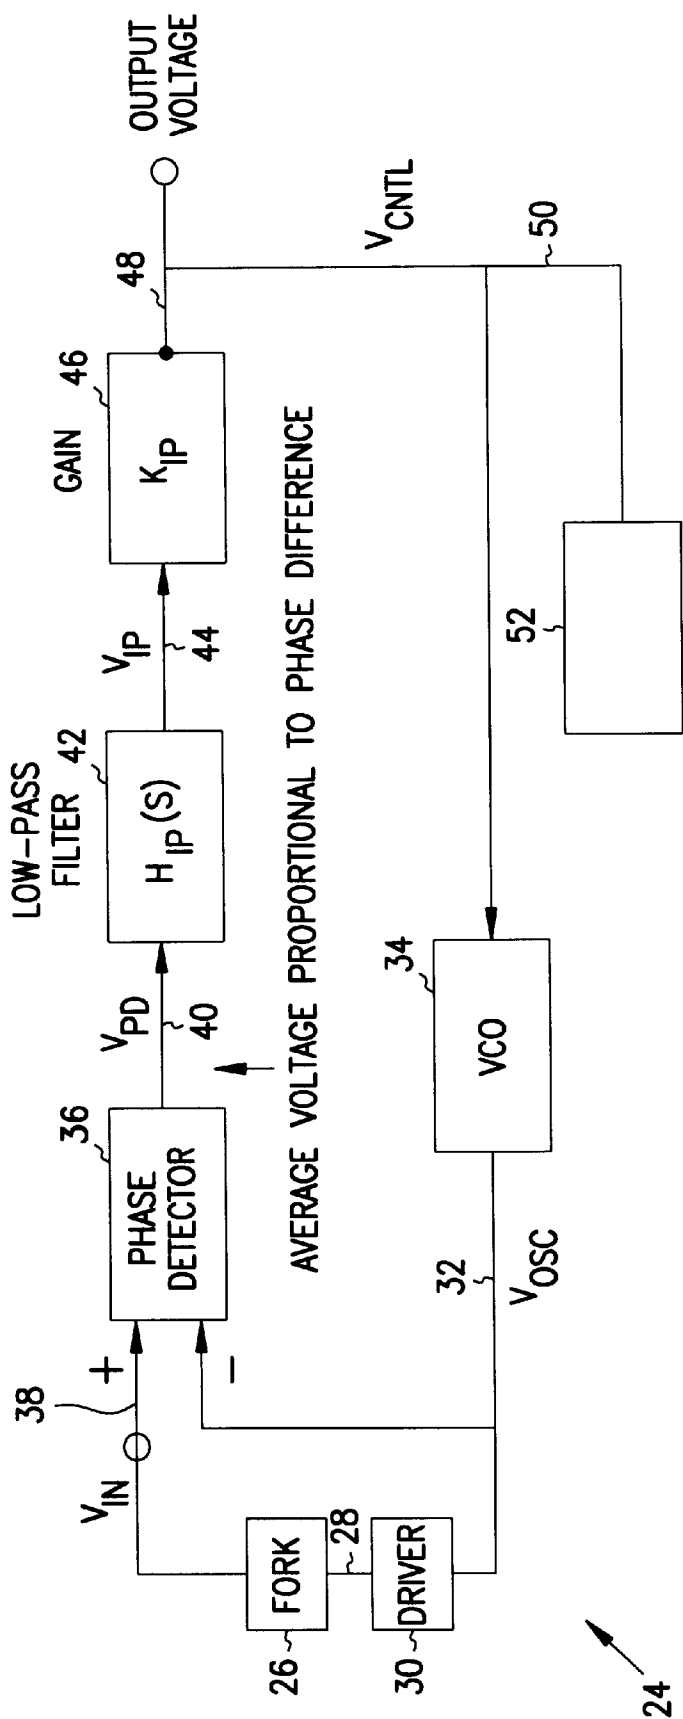 V_IN
38
+
−
PHASE
DETECTOR
36
V_PD
40
LOW-PASS
FILTER 42
H_IP(S)
V_IP
44
GAIN
46
K_IP
48
OUTPUT
VOLTAGE
AVERAGE VOLTAGE PROPORTIONAL TO PHASE DIFFERENCE
V_CNTL
50
FORK
26
28
DRIVER
30
32
V_OSC
VCO
34
52
24